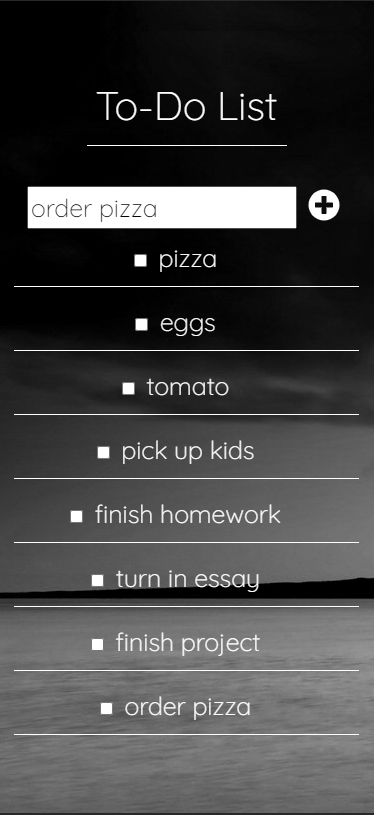 To-Do List
order pizza
pizza
eggs
tomato
pick up kids
finish homework
turn in essay
finish project
order pizza